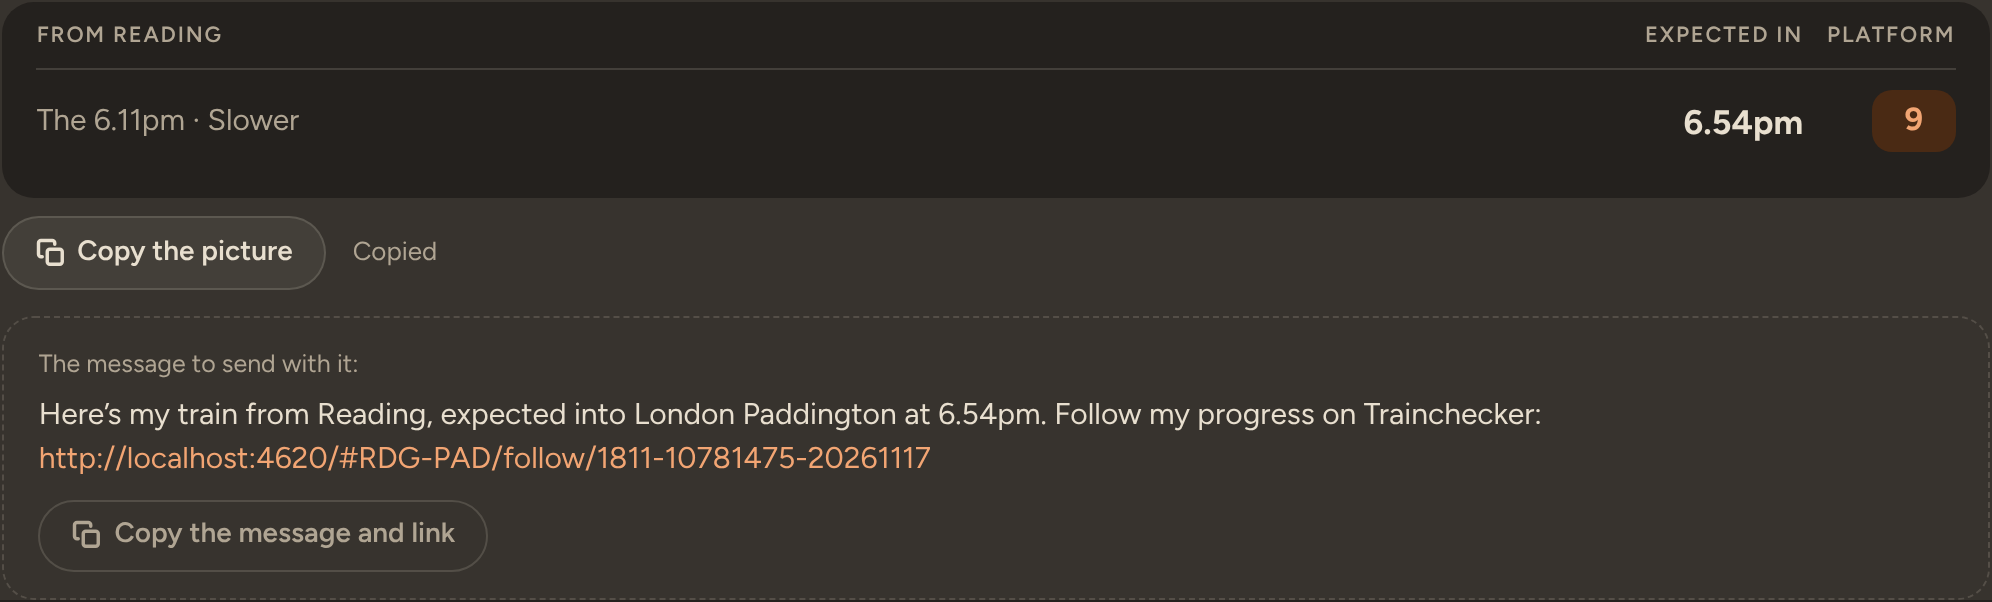 FROM READING EXPECTED IN PLATFORM
The 6.11pm · Slower 6.54pm 9
Copy the picture Copied
The message to send with it:
Here’s my train from Reading, expected into London Paddington at 6.54pm. Follow my progress on Trainchecker:
http://localhost:4620/#RDG-PAD/follow/1811-10781475-20261117
Copy the message and link